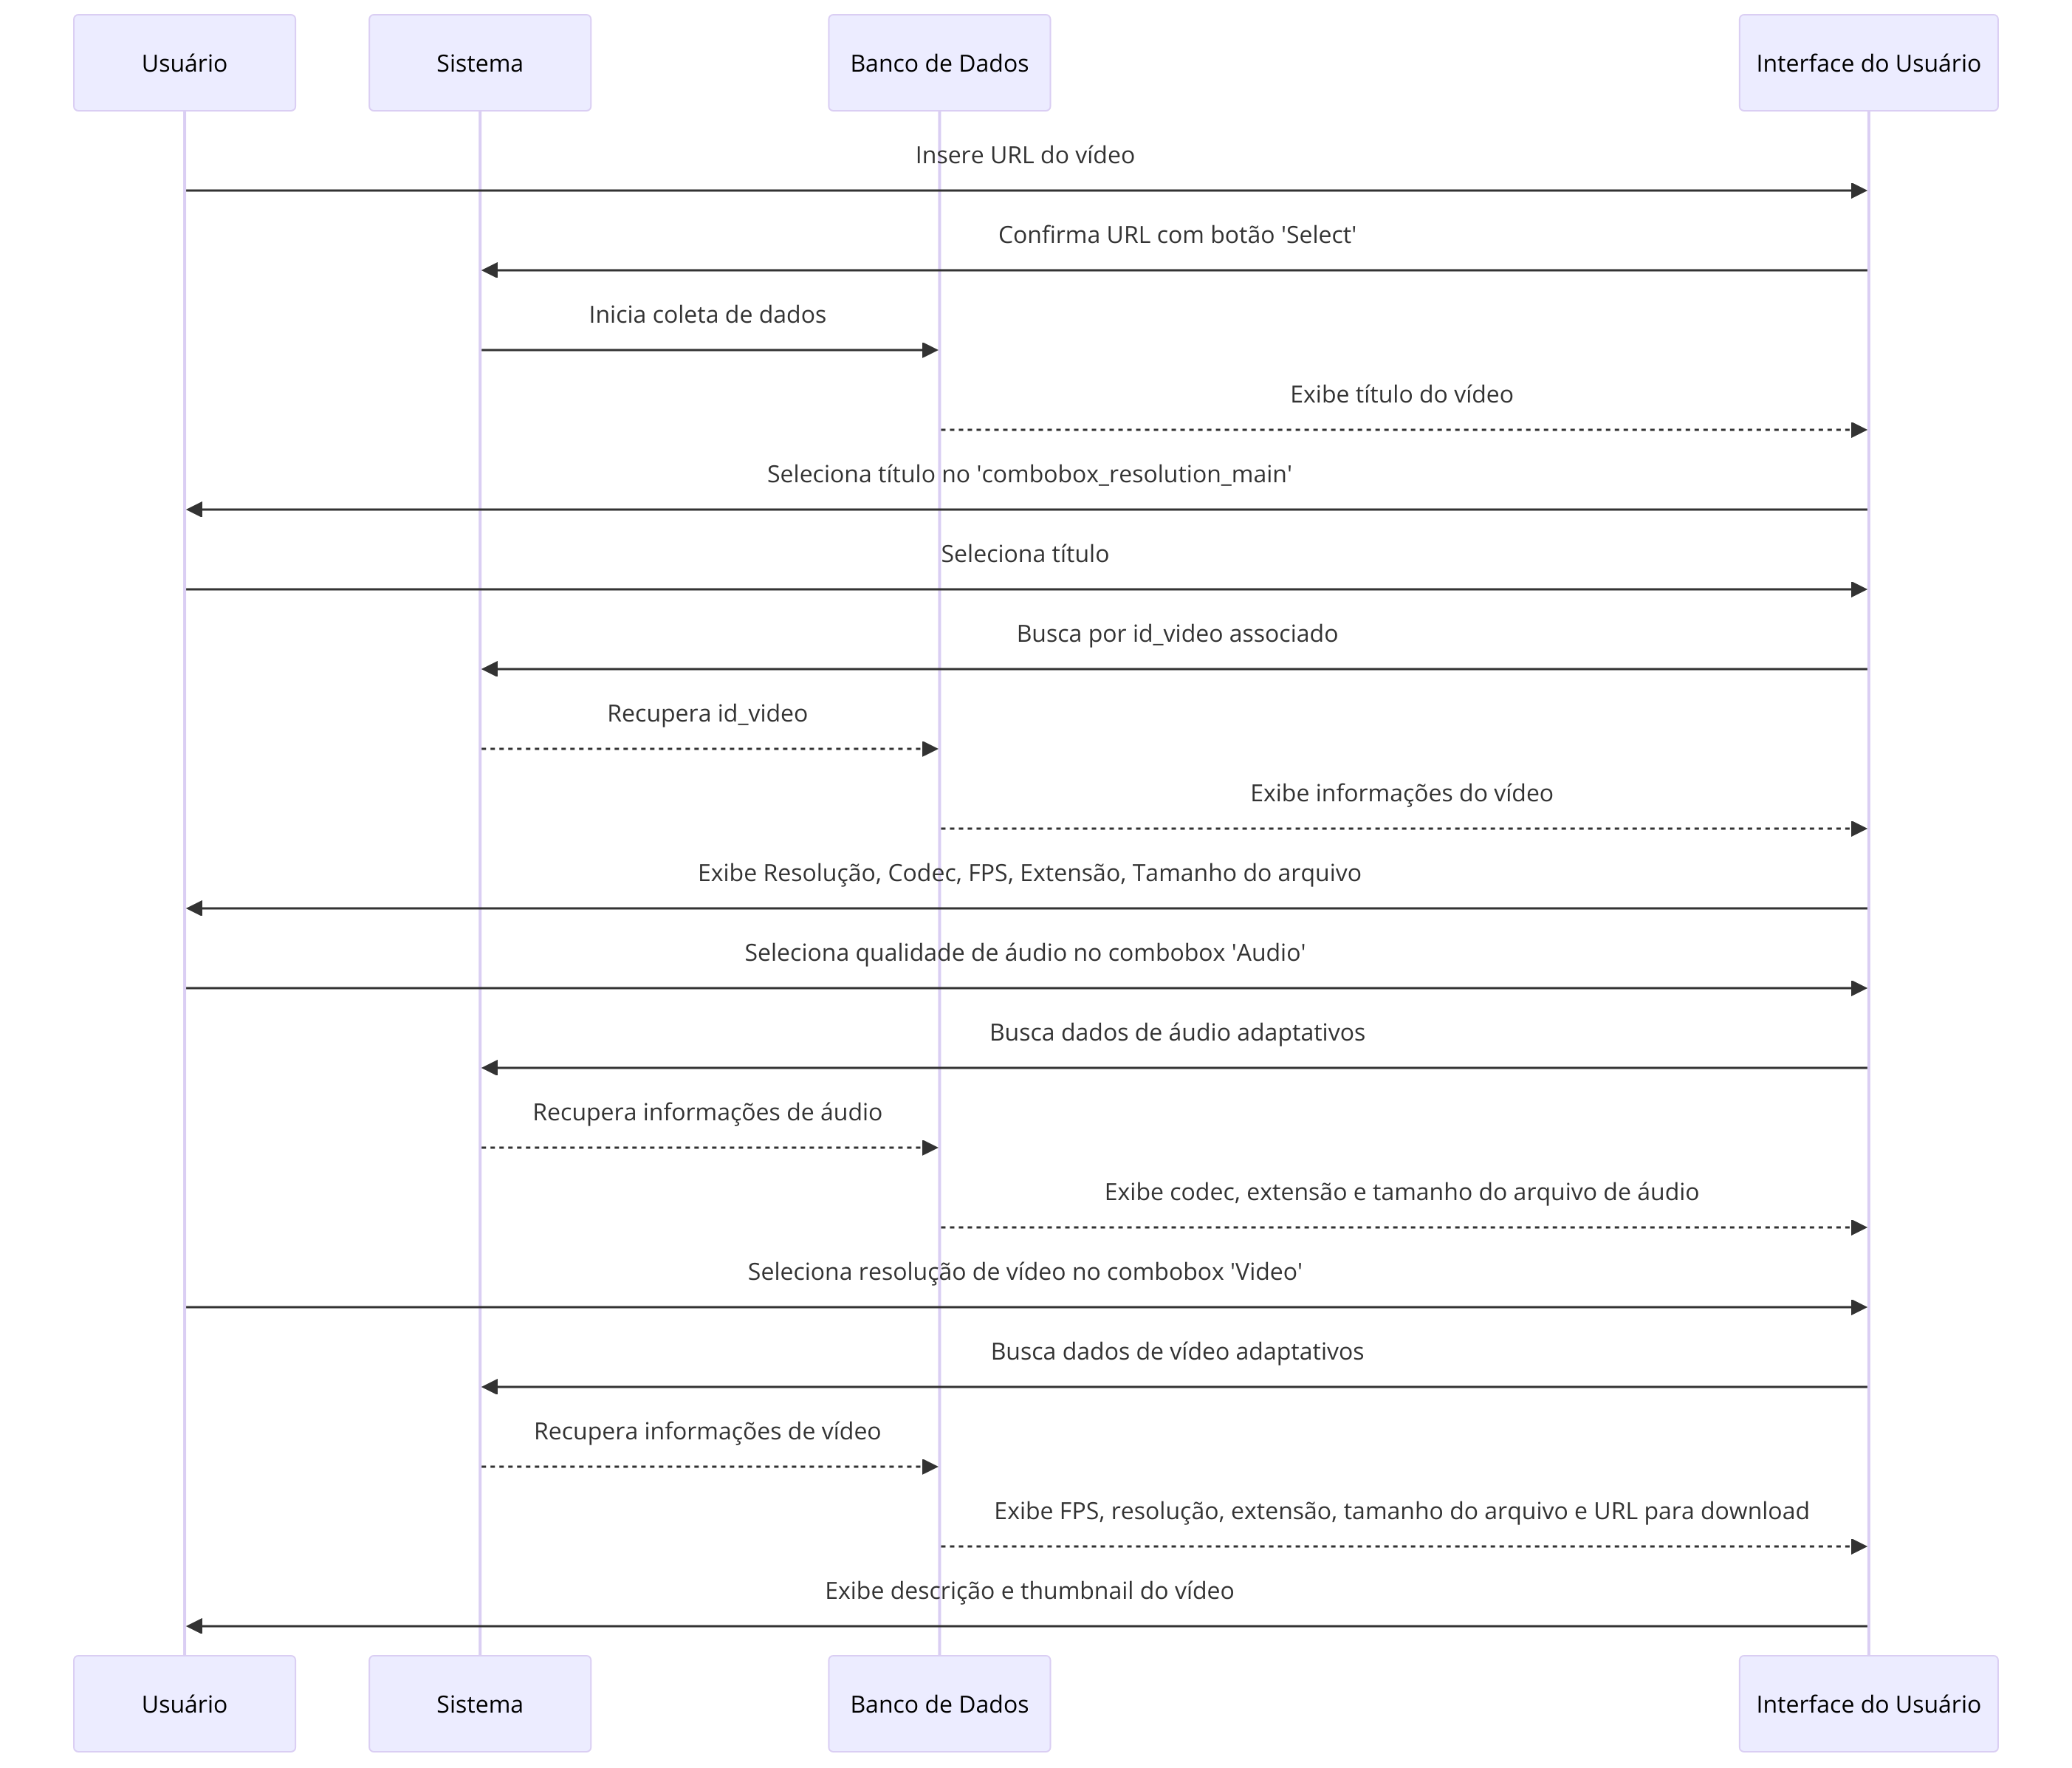 Usuário
Sistema
Banco de Dados
Interface do Usuário
Insere URL do vídeo
Confirma URL com botão 'Select'
Inicia coleta de dados
Exibe título do vídeo
Seleciona título no 'combobox_resolution_main'
Seleciona título
Busca por id_video associado
Recupera id_video
Exibe informações do vídeo
Exibe Resolução, Codec, FPS, Extensão, Tamanho do arquivo
Seleciona qualidade de áudio no combobox 'Audio'
Busca dados de áudio adaptativos
Recupera informações de áudio
Exibe codec, extensão e tamanho do arquivo de áudio
Seleciona resolução de vídeo no combobox 'Video'
Busca dados de vídeo adaptativos
Recupera informações de vídeo
Exibe FPS, resolução, extensão, tamanho do arquivo e URL para download
Exibe descrição e thumbnail do vídeo
Usuário
Sistema
Banco de Dados
Interface do Usuário